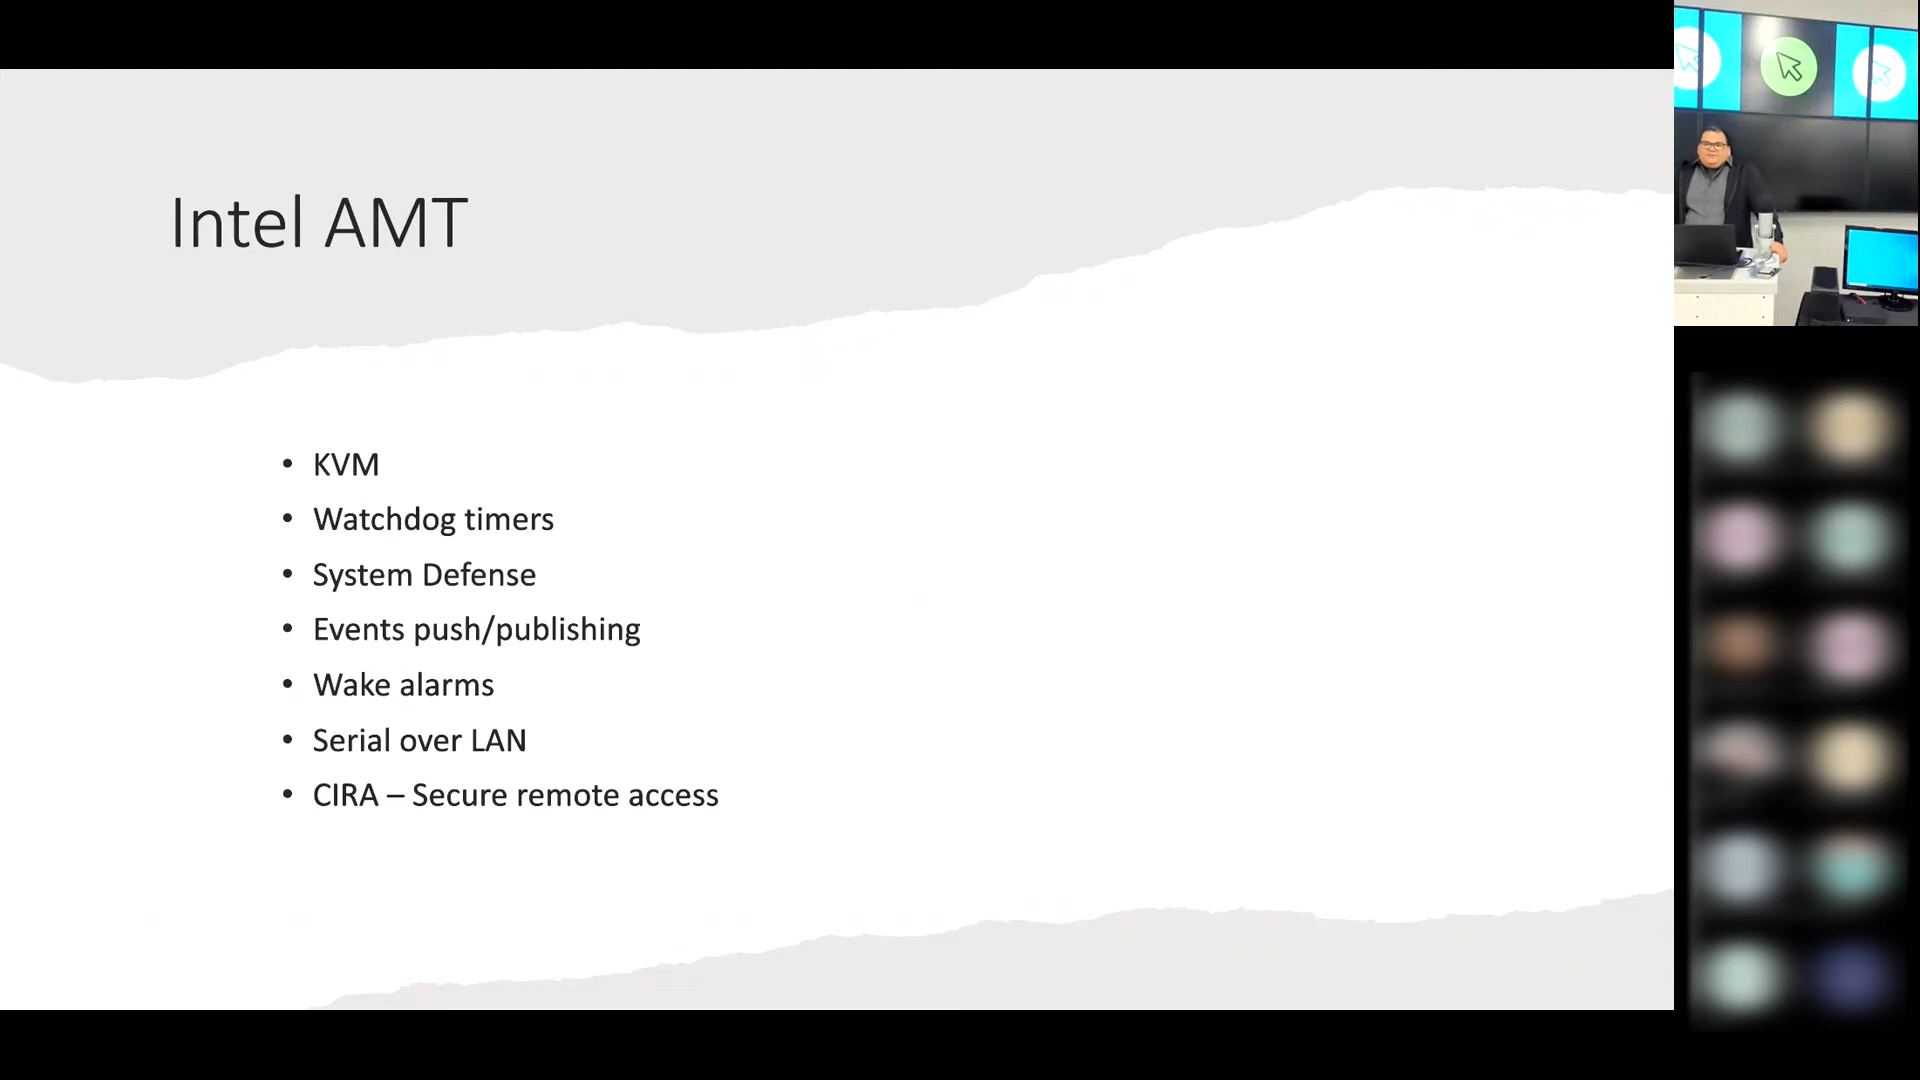 Intel AMT
• KVM
• Watchdog timers
• System Defense
• Events push/publishing
• Wake alarms
• Serial over LAN
• CIRA – Secure remote access